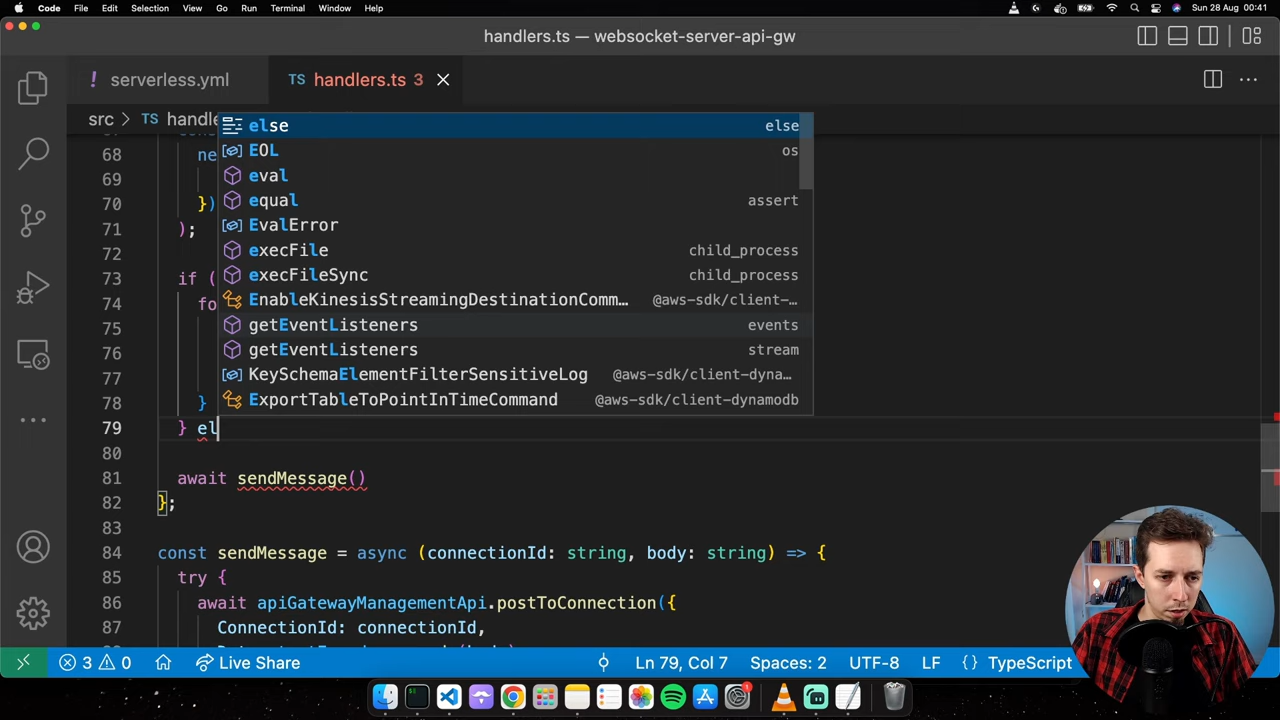 Code File Edit Selection View Go Run Terminal Window Help Sun 28 Aug 00:41
handlers.ts — websocket-server-api-gw
! serverless.yml TS handlers.ts 3
src > TS handle
68 ne
69
70 })
71 );
72
73 if (
74 fo
75
76
77
78 }
79 } el
80
81 await sendMessage()
82 };
83
84 const sendMessage = async (connectionId: string, body: string) => {
85 try {
86 await apiGatewayManagementApi.postToConnection({
87 ConnectionId: connectionId,
else else
EOL os
eval
equal assert
EvalError
execFile child_process
execFileSync child_process
EnableKinesisStreamingDestinationComm… @aws-sdk/client-…
getEventListeners events
getEventListeners stream
KeySchemaElementFilterSensitiveLog @aws-sdk/client-dyna…
ExportTableToPointInTimeCommand @aws-sdk/client-dynamodb
3 0 Live Share Ln 79, Col 7 Spaces: 2 UTF-8 LF {} TypeScript